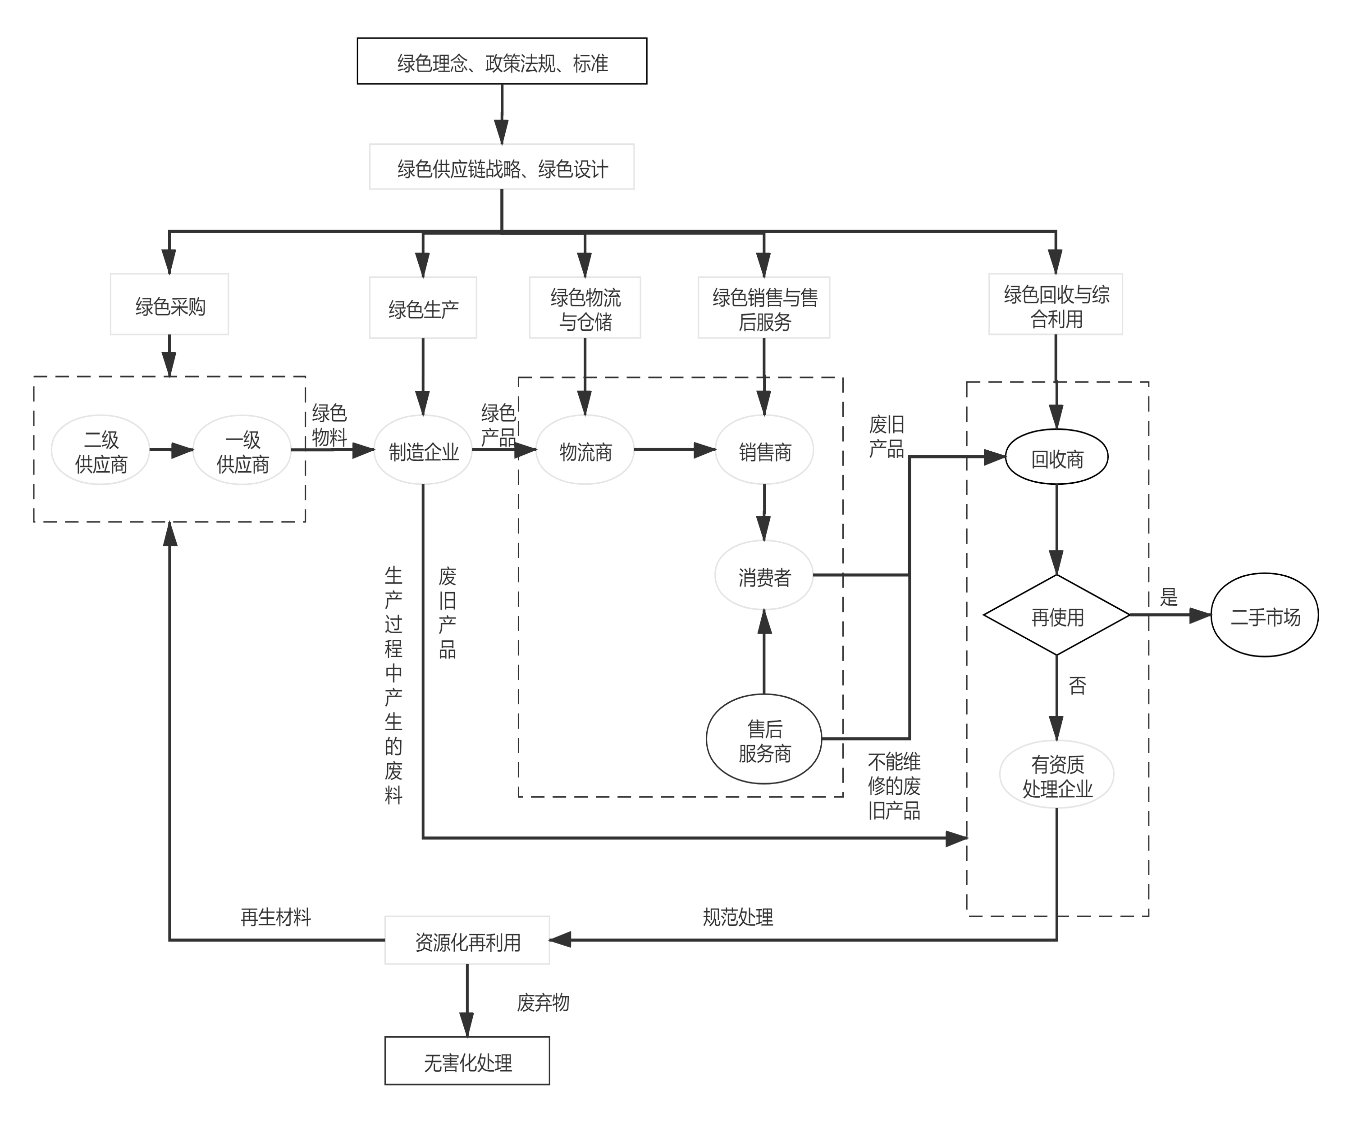 绿色理念、政策法规、标准
绿色供应链战略、绿色设计
绿色采购
绿色生产
绿色物流
与仓储
绿色销售与售
后服务
绿色回收与综
合利用
二级
供应商
一级
供应商
绿色
物料
制造企业
绿色
产品
物流商
销售商
废旧
产品
回收商
消费者
再使用
是
二手市场
否
生产过程中产生的废料
废旧产品
售后
服务商
不能维
修的废
旧产品
有资质
处理企业
再生材料
规范处理
资源化再利用
废弃物
无害化处理